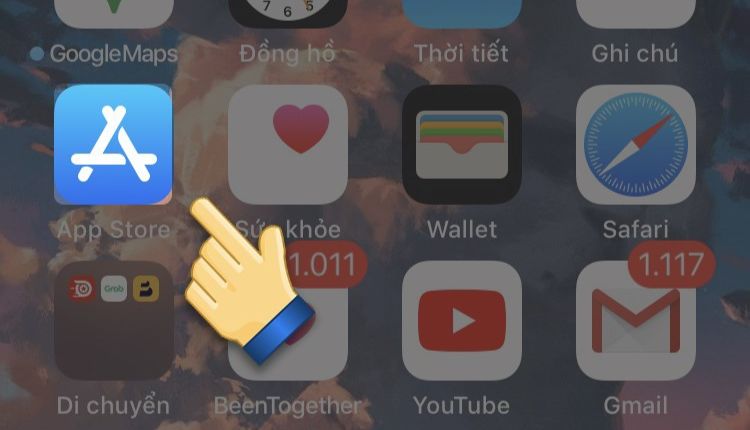 7 6 5
GoogleMaps Đồng hồ Thời tiết Ghi chú
App Store khỏe Wallet Safari
1.011 1.117
Grab
Di chuyển BeenTogether YouTube Gmail